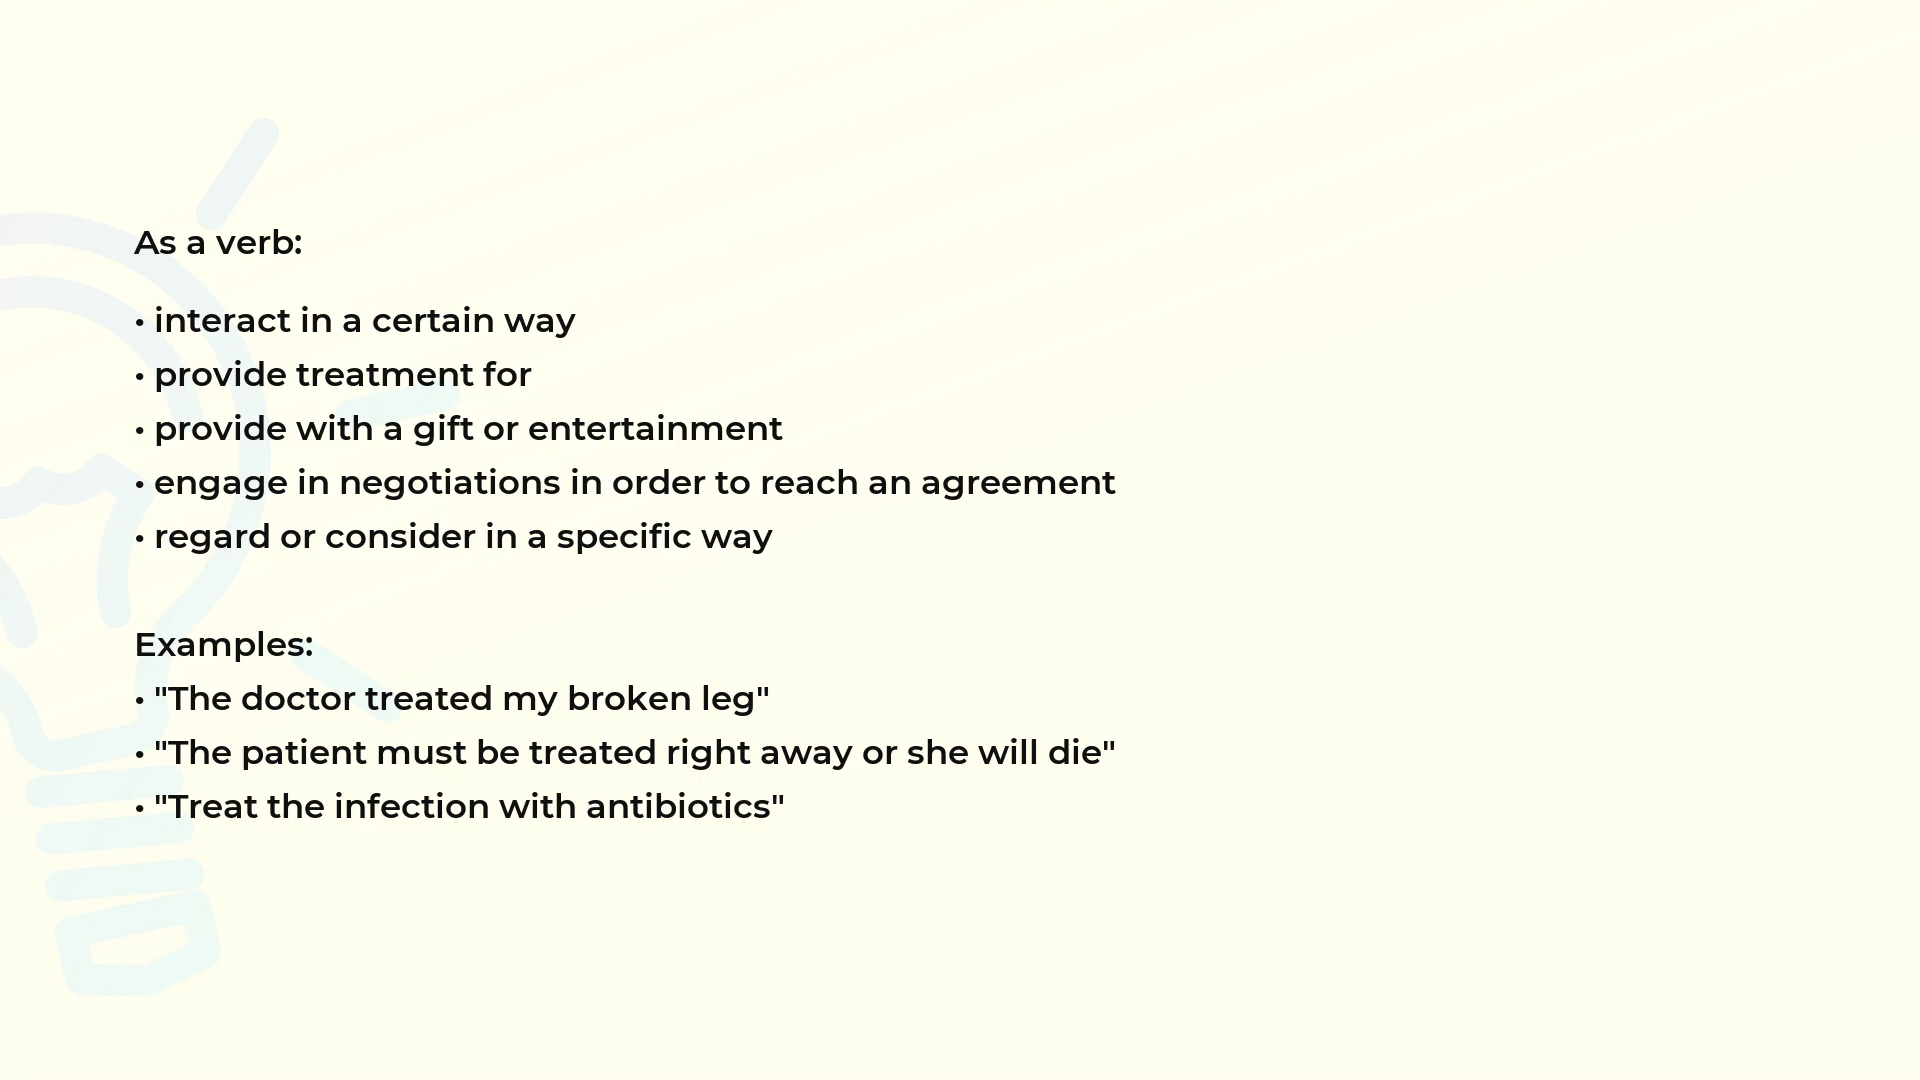 As a verb:
• interact in a certain way
• provide treatment for
• provide with a gift or entertainment
• engage in negotiations in order to reach an agreement
• regard or consider in a specific way
Examples:
• "The doctor treated my broken leg"
• "The patient must be treated right away or she will die"
• "Treat the infection with antibiotics"